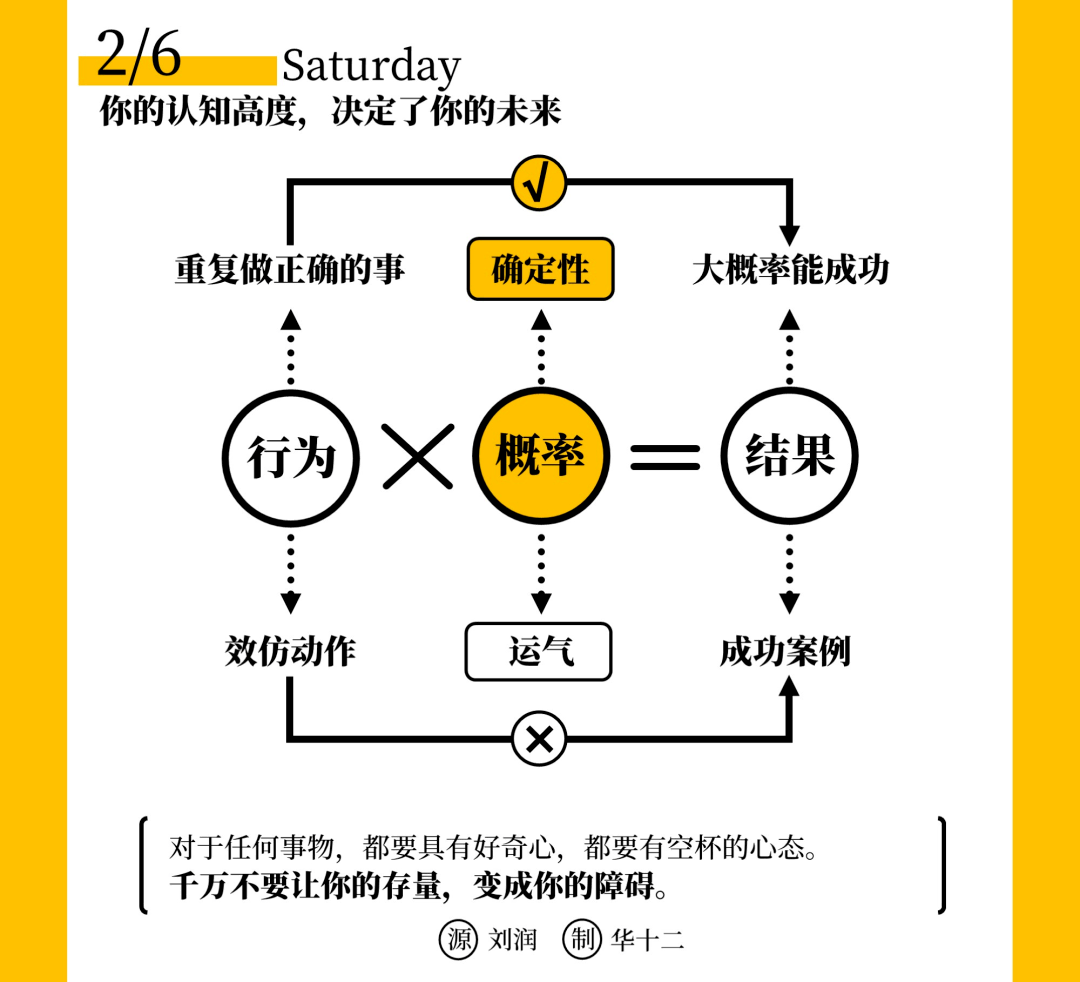 2/6 Saturday
你的认知高度，决定了你的未来
√
重复做正确的事 确定性 大概率能成功
行为 × 概率 = 结果
效仿动作 运气 成功案例
×
对于任何事物，都要具有好奇心，都要有空杯的心态。
千万不要让你的存量，变成你的障碍。
源 刘润 制 华十二